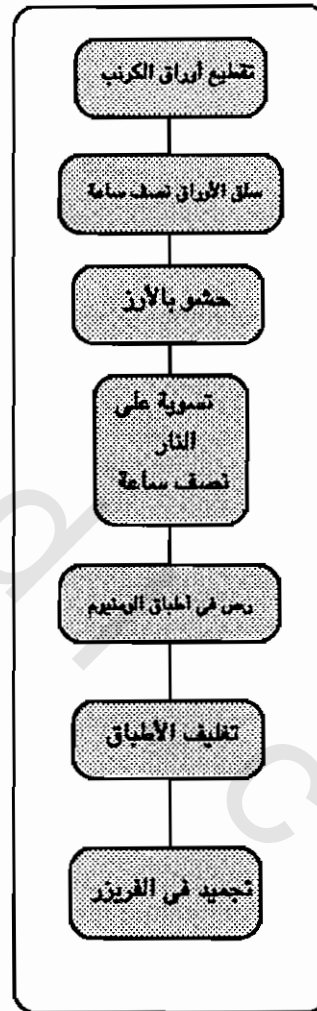 تقطيع أوراق الكرنب
سلق الأوراق نصف ساعة
حشو بالأرز
تسوية على
النار
نصف ساعة
رص في أطباق الومنيوم
تغليف الأطباق
تجميد في الفريزر